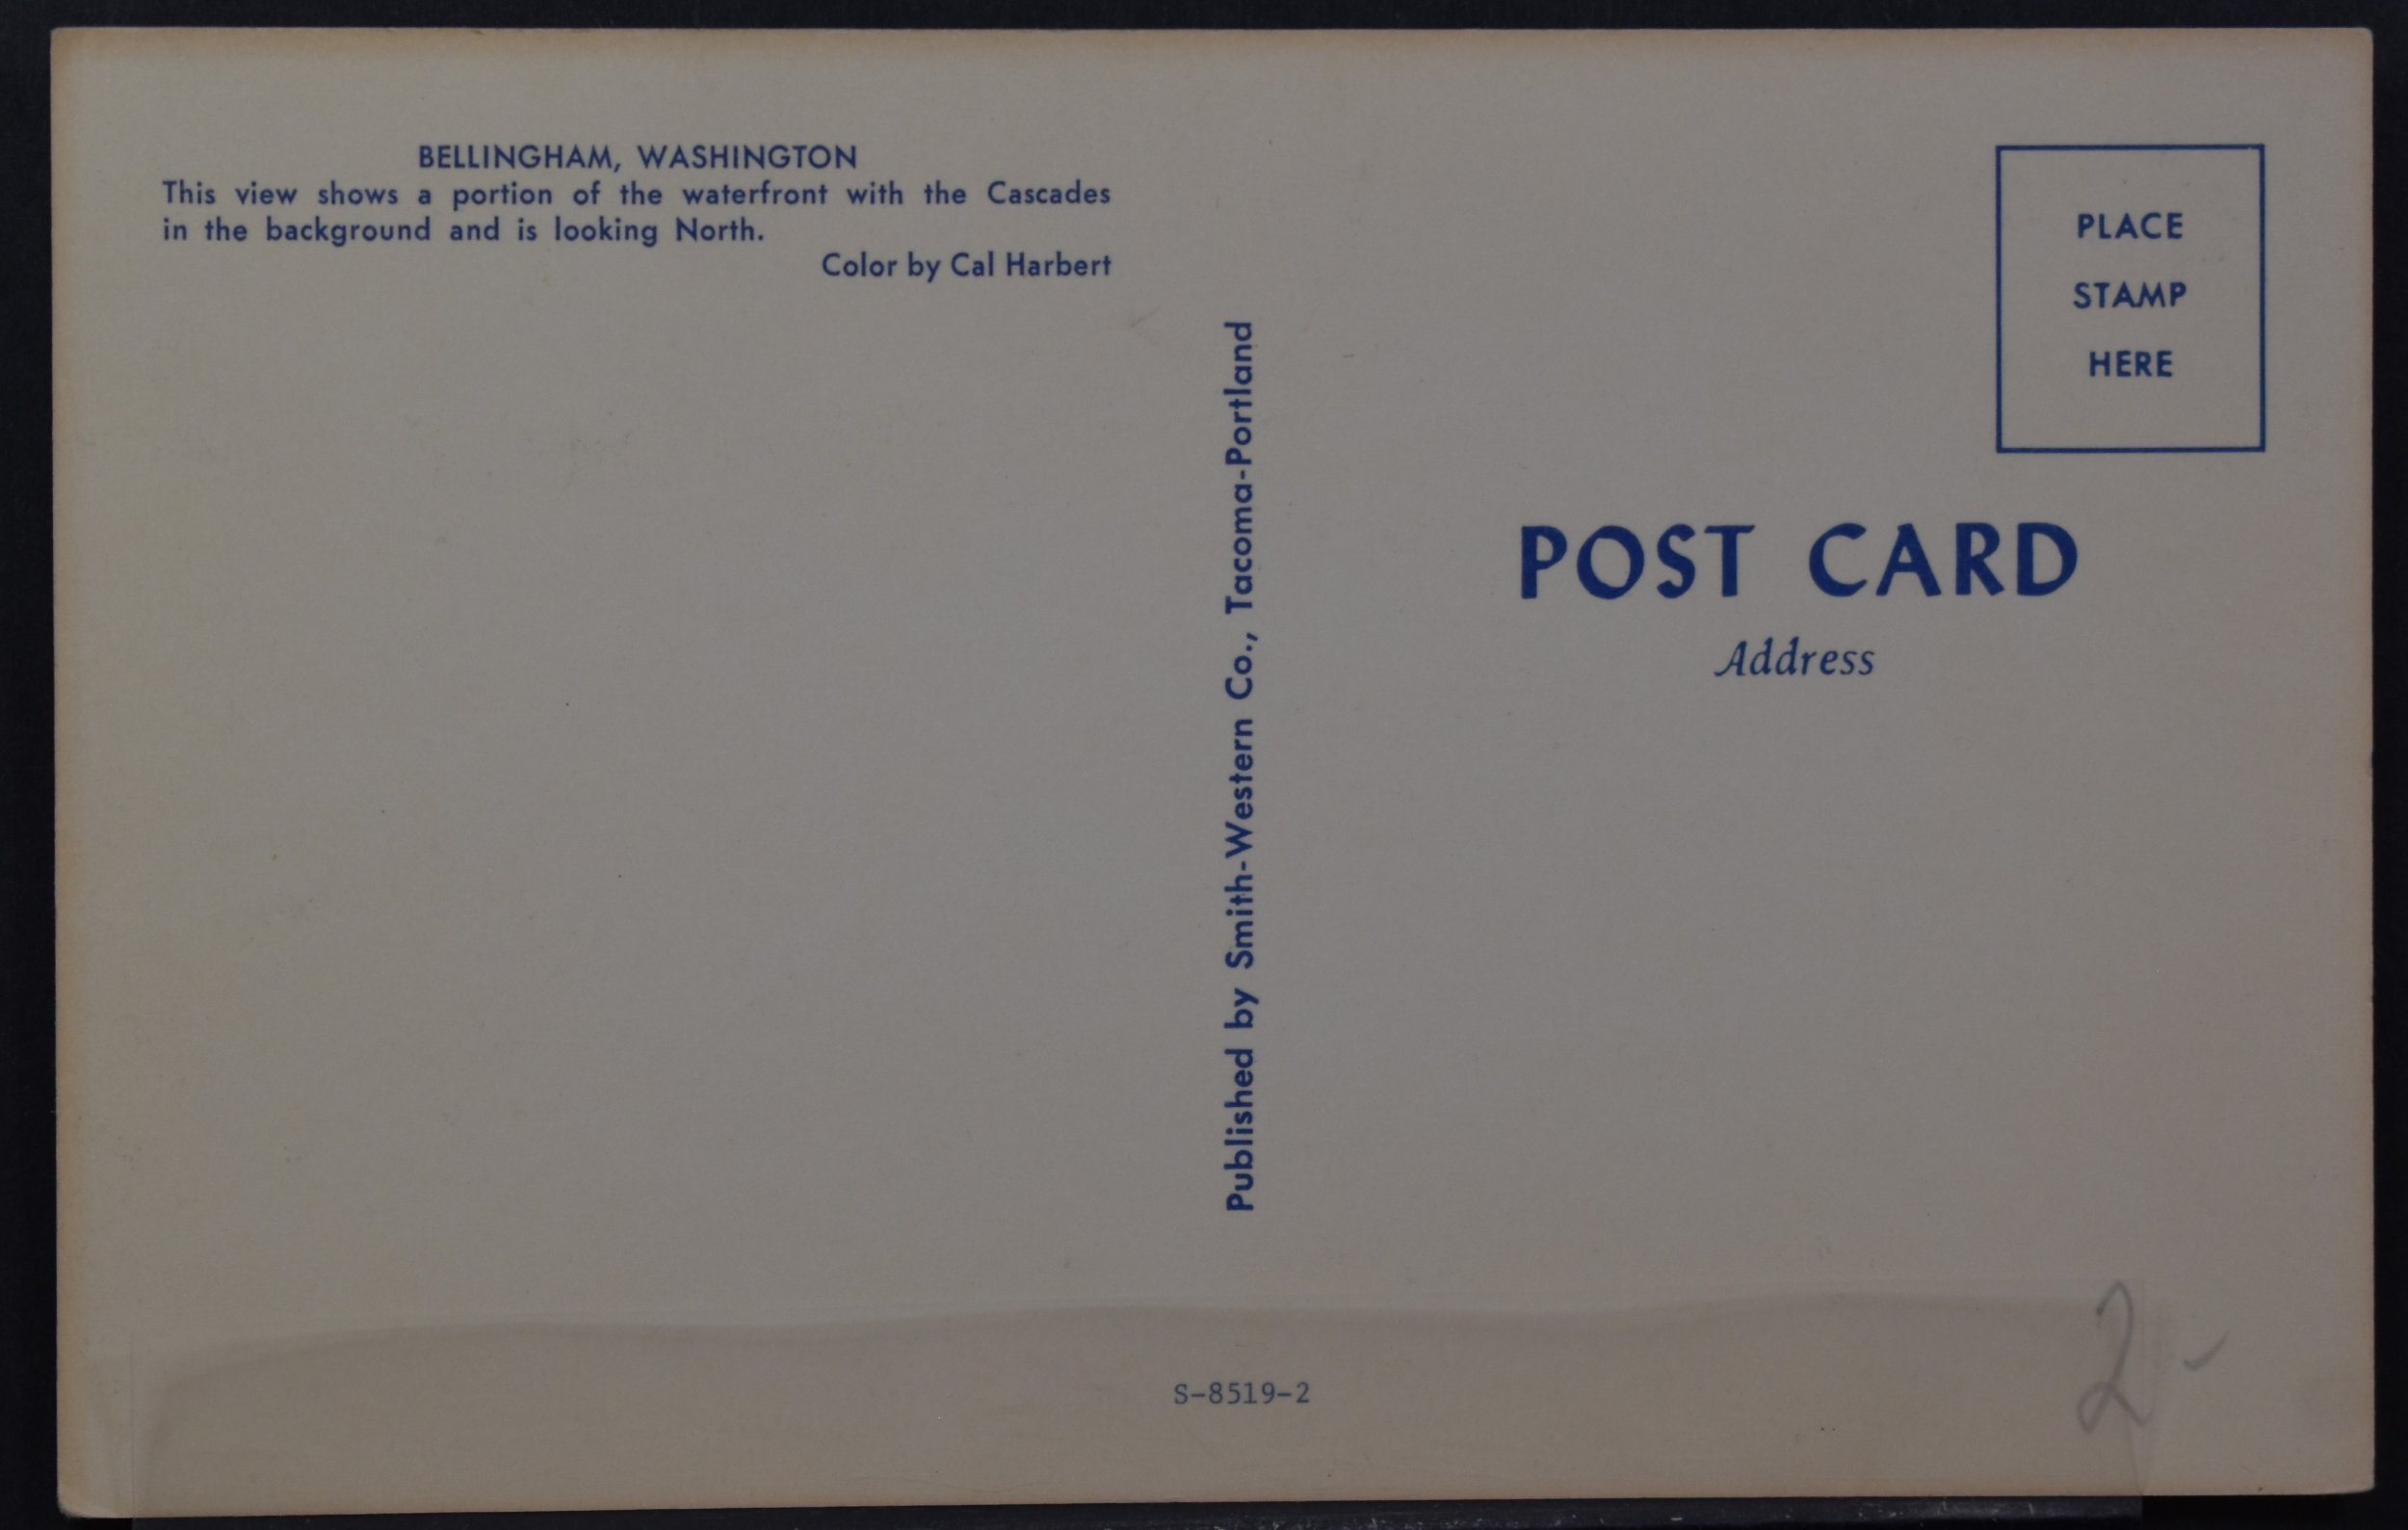 BELLINGHAM, WASHINGTON
This view shows a portion of the waterfront with the Cascades
in the background and is looking North.
Color by Cal Harbert
Published by Smith-Western Co., Tacoma-Portland
PLACE
STAMP
HERE
POST CARD
Address
S-8519-2
2-